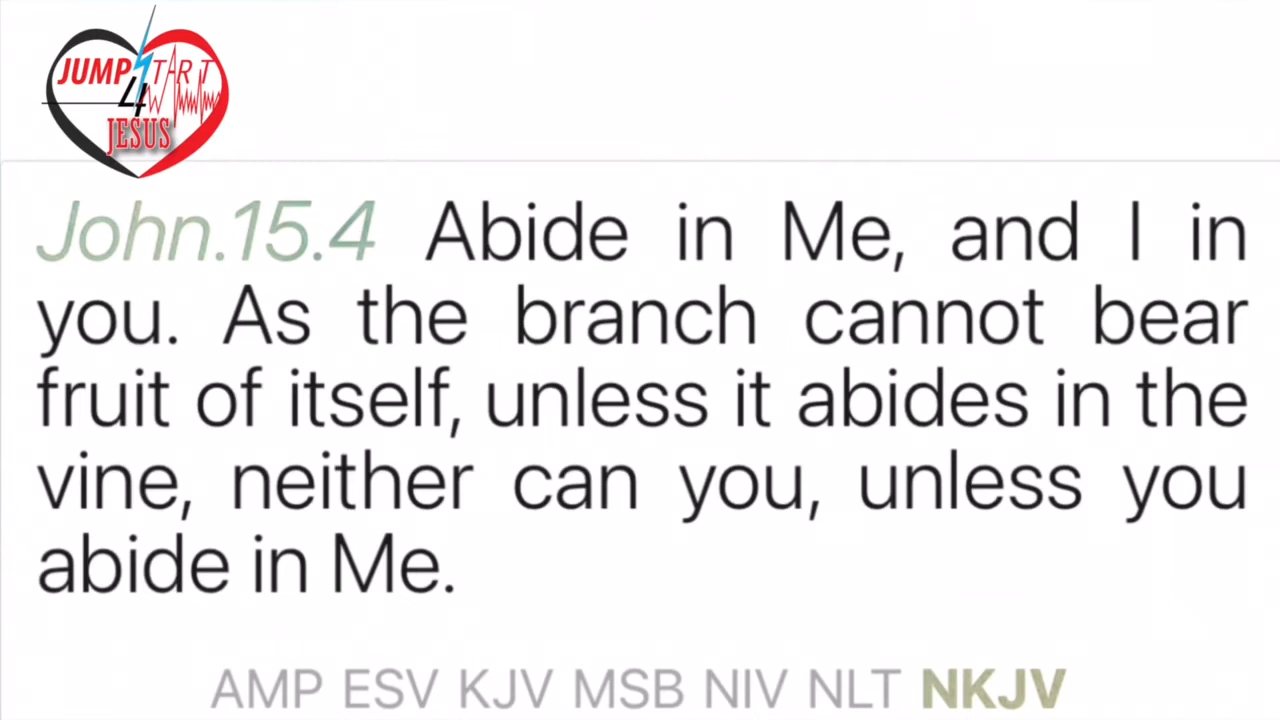 JUMP START
4
JESUS
John.15.4 Abide in Me, and I in
you. As the branch cannot bear
fruit of itself, unless it abides in the
vine, neither can you, unless you
abide in Me.
AMP ESV KJV MSB NIV NLT NKJV